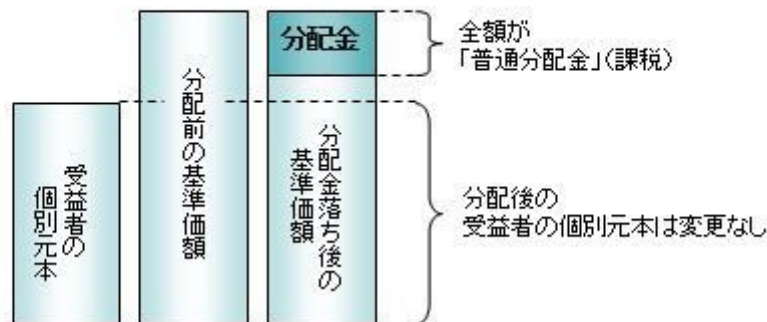 受益者の
個別元本
分配前の基準価額
分配金
分配金落ち後の
基準価額
全額が
「普通分配金」(課税)
分配後の
受益者の個別元本は変更なし